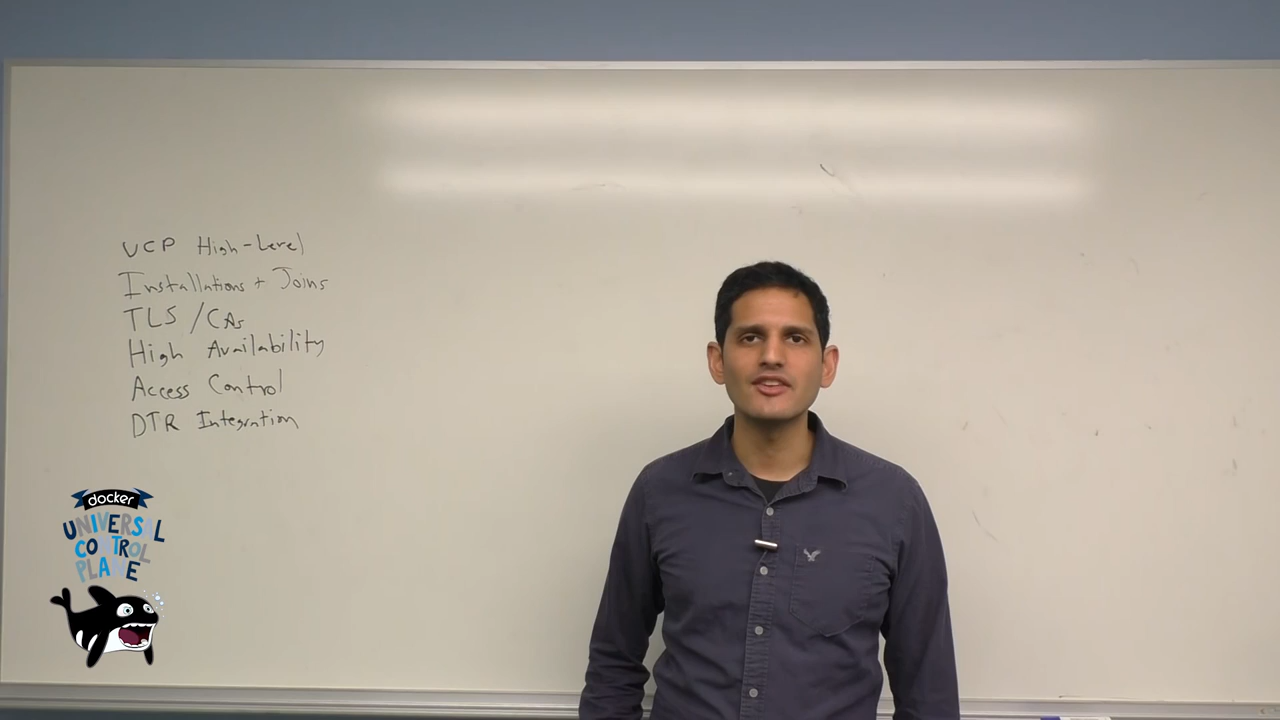 UCP High-Level
Installations + Joins
TLS / CAs
High Availability
Access Control
DTR Integration
docker
UNIVERSAL
CONTROL
PLANE